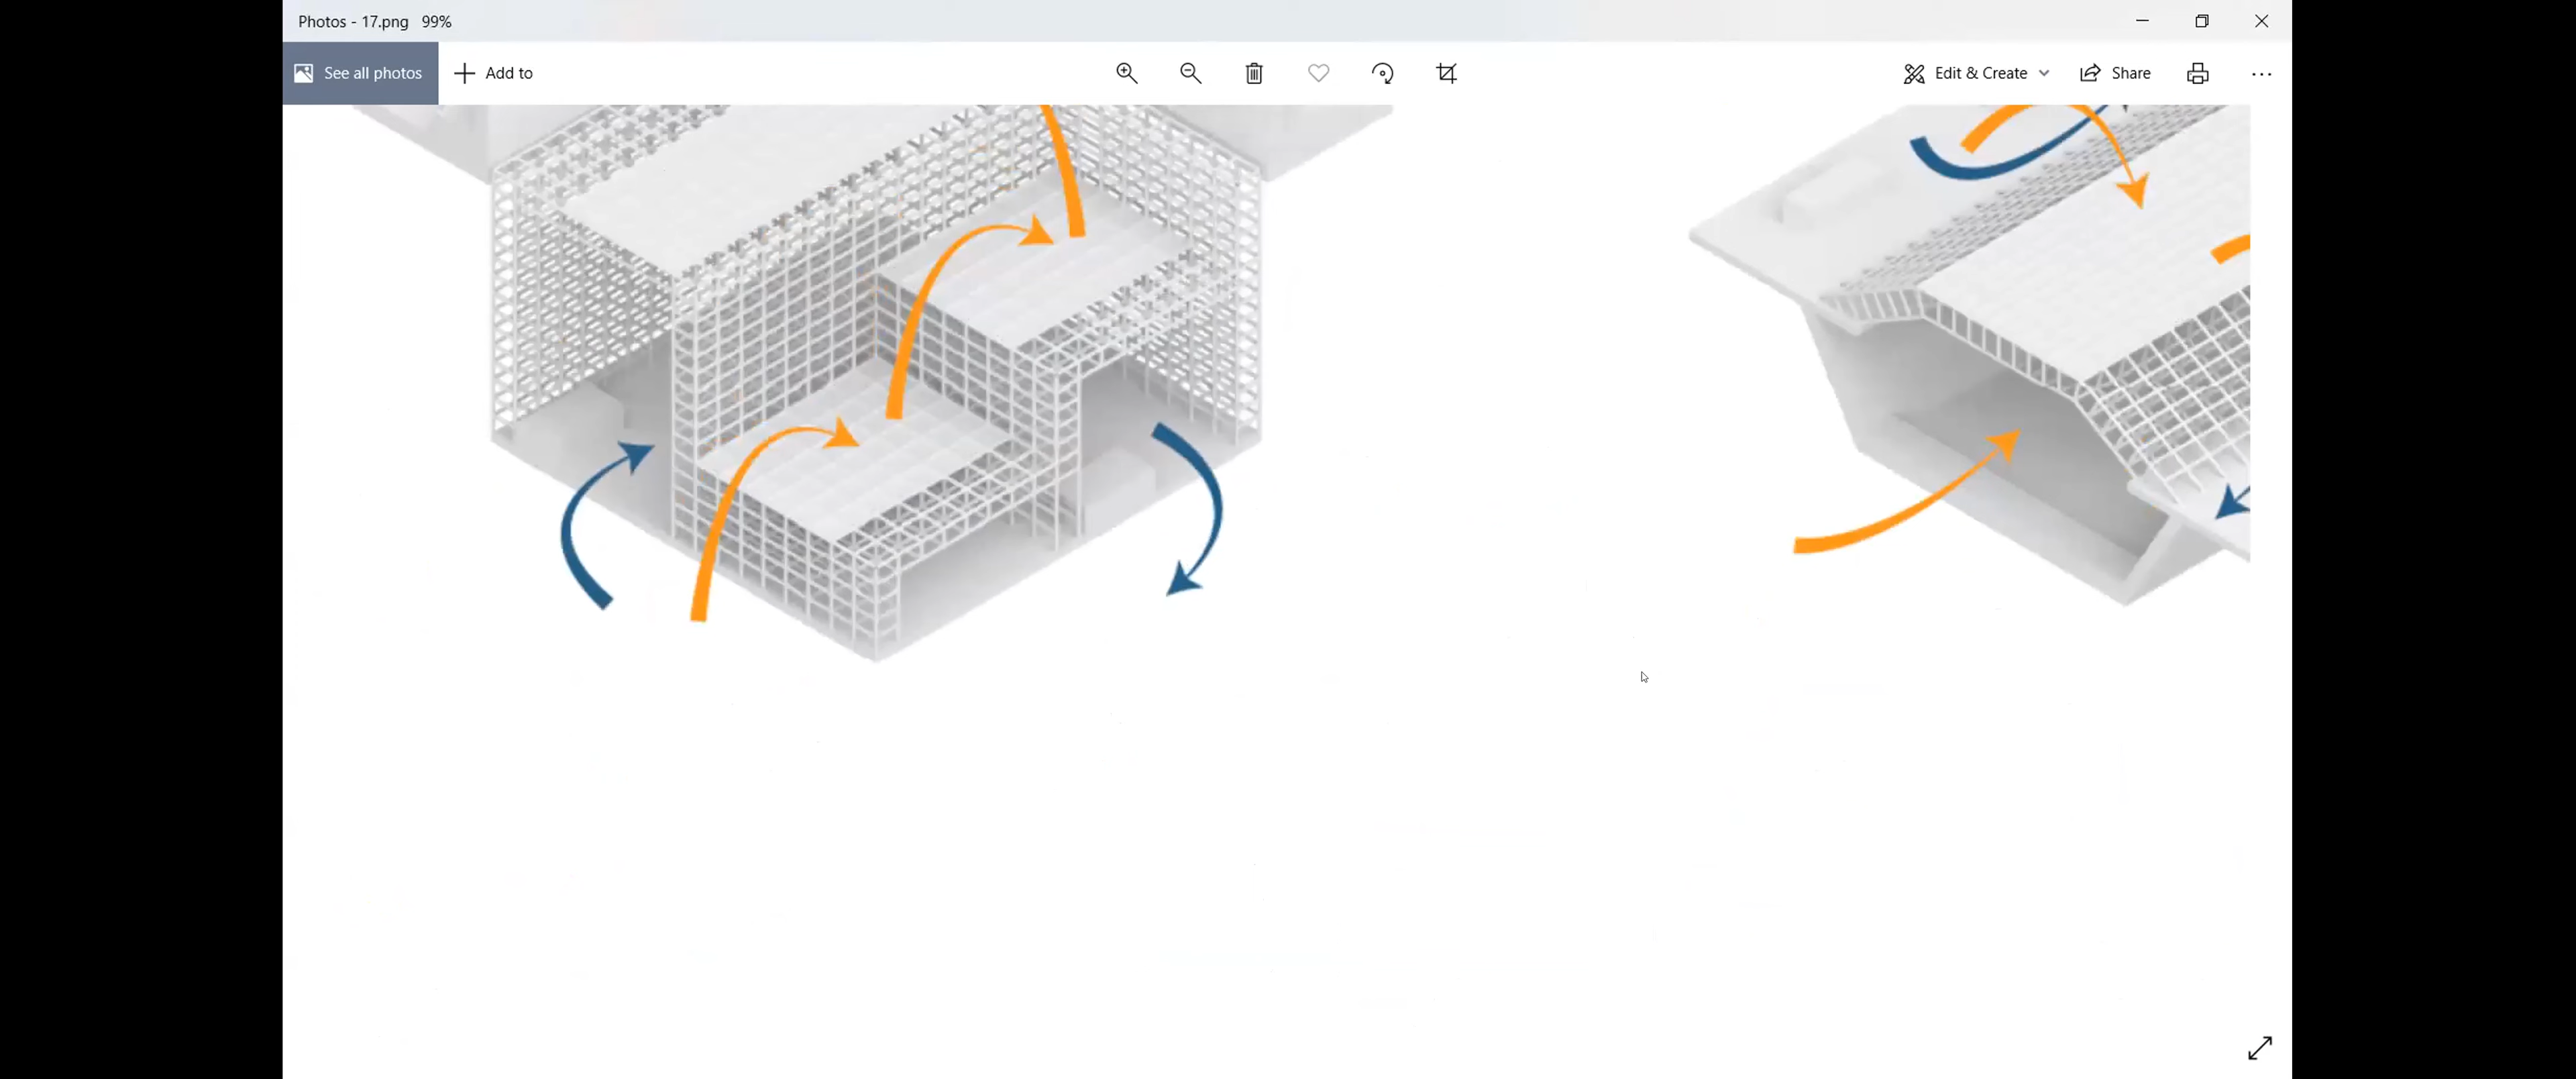 Photos - 17.png 99%
See all photos
Add to
Edit & Create
Share